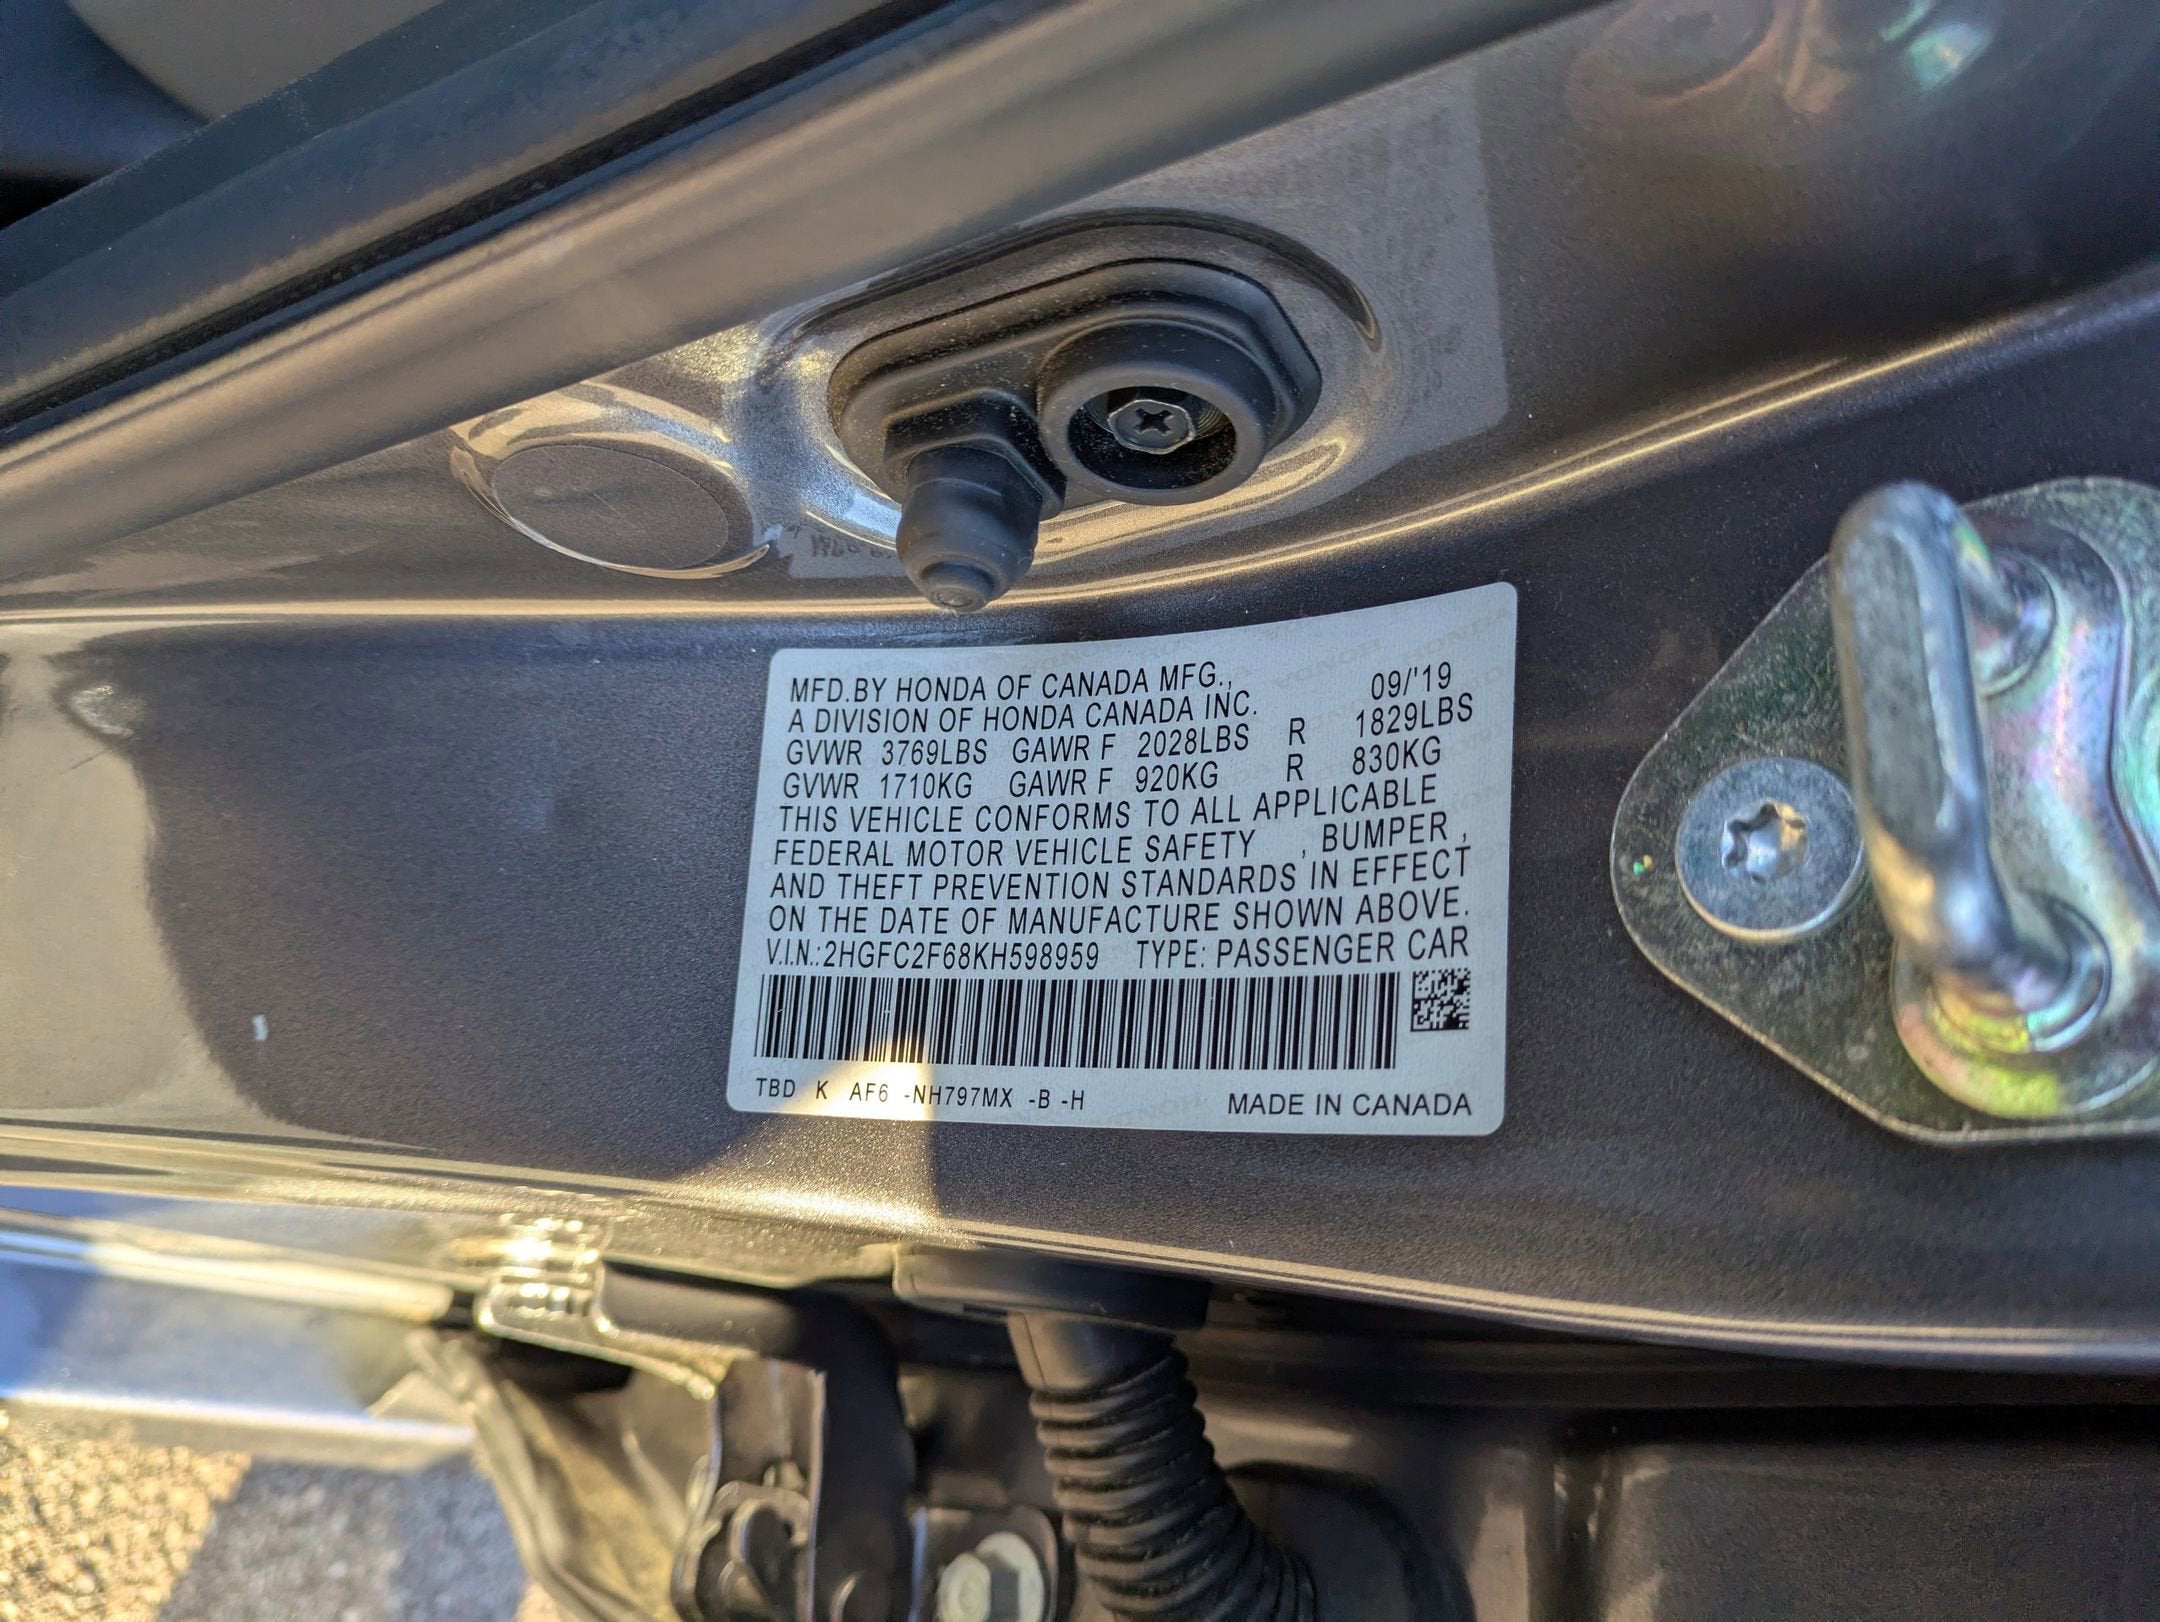 MFD.BY HONDA OF CANADA MFG., 09/'19
A DIVISION OF HONDA CANADA INC.
GVWR 3769LBS GAWR F 2028LBS R 1829LBS
GVWR 1710KG GAWR F 920KG R 830KG
THIS VEHICLE CONFORMS TO ALL APPLICABLE
FEDERAL MOTOR VEHICLE SAFETY , BUMPER ,
AND THEFT PREVENTION STANDARDS IN EFFECT
ON THE DATE OF MANUFACTURE SHOWN ABOVE.
V.I.N.:2HGFC2F68KH598959 TYPE: PASSENGER CAR
TBD K AF6 -NH797MX -B -H MADE IN CANADA